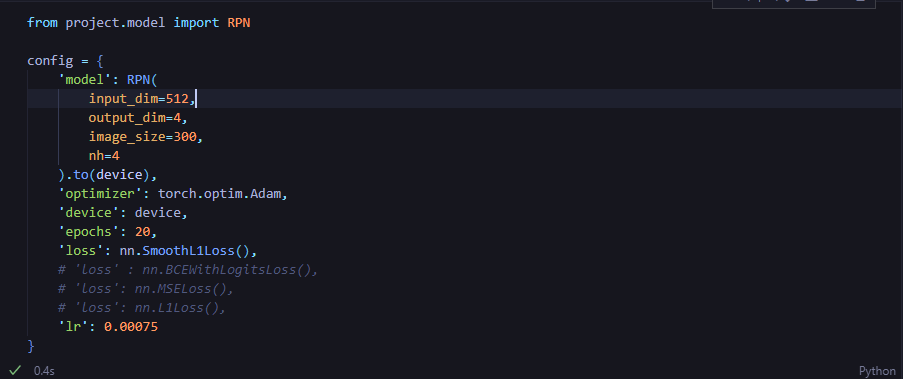 from project.model import RPN
config = {
    'model': RPN(
        input_dim=512,
        output_dim=4,
        image_size=300,
        nh=4
    ).to(device),
    'optimizer': torch.optim.Adam,
    'device': device,
    'epochs': 20,
    'loss': nn.SmoothL1Loss(),
    # 'loss' : nn.BCEWithLogitsLoss(),
    # 'loss': nn.MSELoss(),
    # 'loss': nn.L1Loss(),
    'lr': 0.00075
}
0.4s
Python